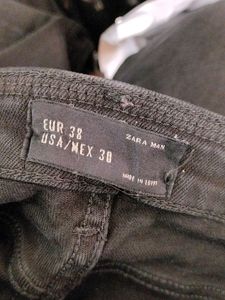 EUR 38
USA/MEX 30
ZARA MAN
MADE IN EGYPT